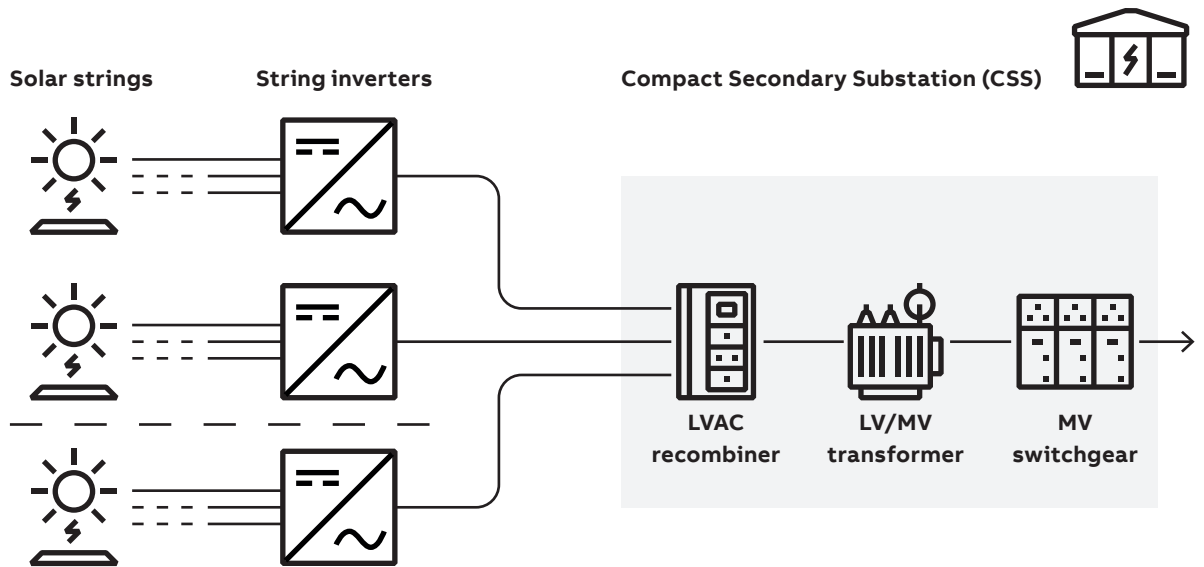 Solar strings
String inverters
Compact Secondary Substation (CSS)
LVAC
recombiner
LV/MV
transformer
MV
switchgear